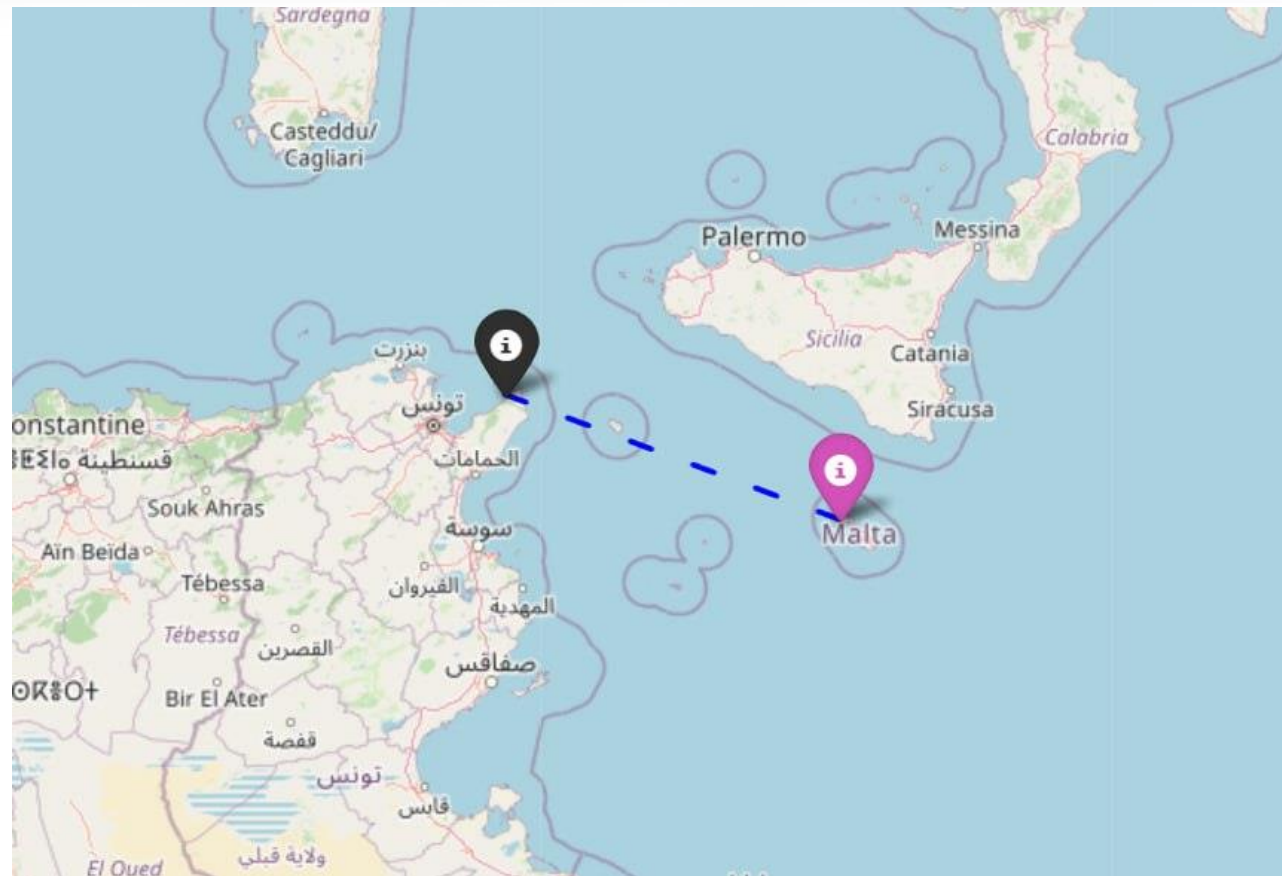 Sardegna
Casteddu/
Cagliari
Calabria
Messina
Palermo
Sicilia
Catania
Siracusa
بنزرت
تونس
onstantine
قسنطينة
الحمامات
Souk Ahras
سوسة
Malta
Aïn Beïda
Tébessa
القيروان
المهدية
Tébessa
القصرين
صفاقس
Bir El Ater
قفصة
تونس
قابس
ولاية قبلي
El Oued